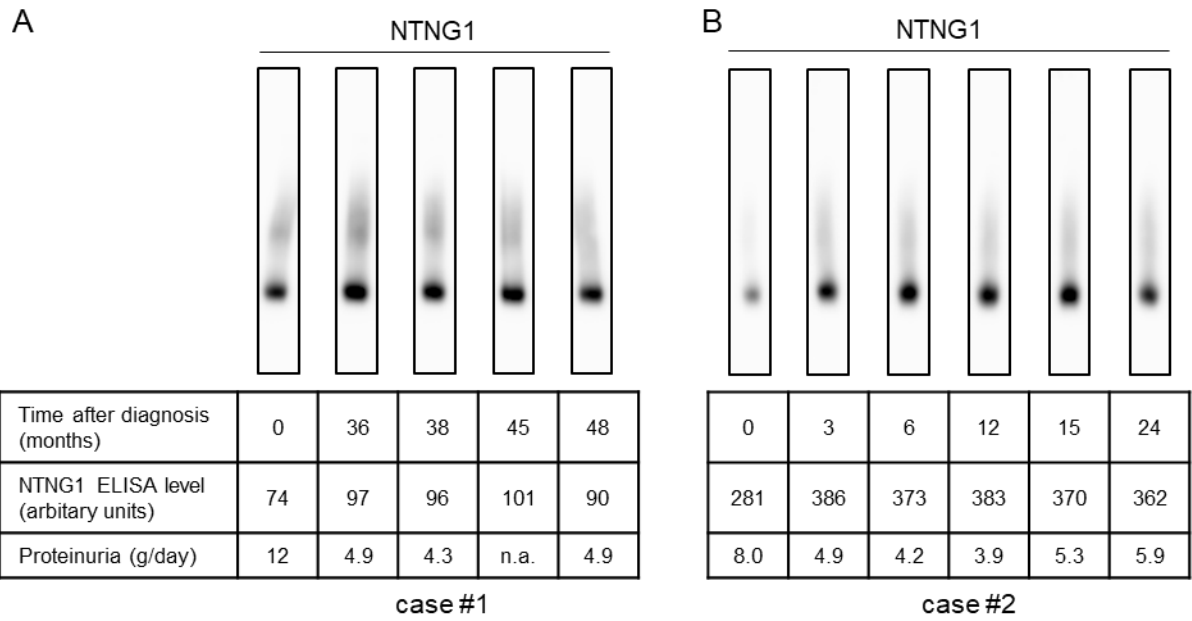 A
NTNG1
B
NTNG1
Time after diagnosis
(months)
0 36 38 45 48
0 3 6 12 15 24
NTNG1 ELISA level
(arbitary units)
74 97 96 101 90
281 386 373 383 370 362
Proteinuria (g/day)
12 4.9 4.3 n.a. 4.9
8.0 4.9 4.2 3.9 5.3 5.9
case #1
case #2